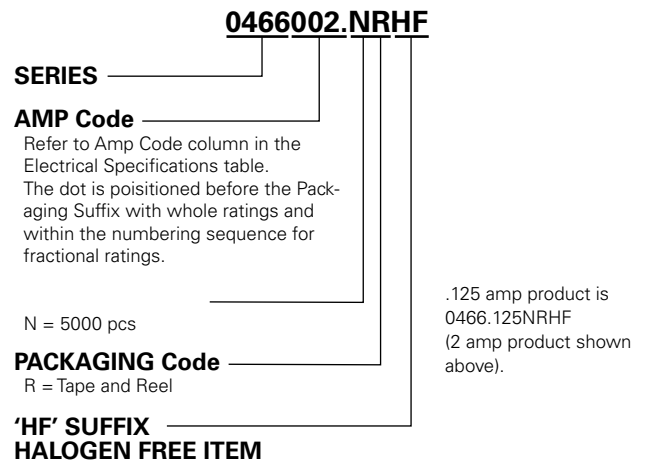 0466002.NRHF
SERIES
AMP Code
Refer to Amp Code column in the
Electrical Specifications table.
The dot is poisitioned before the Pack-
aging Suffix with whole ratings and
within the numbering sequence for
fractional ratings.
N = 5000 pcs
PACKAGING Code
R = Tape and Reel
'HF' SUFFIX
HALOGEN FREE ITEM
.125 amp product is
0466.125NRHF
(2 amp product shown
above).